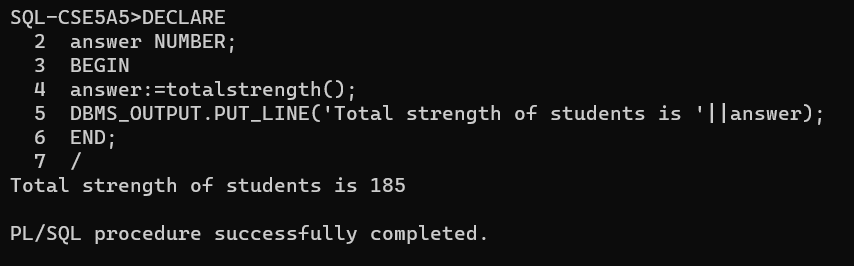 SQL-CSE5A5>DECLARE
  2  answer NUMBER;
  3  BEGIN
  4  answer:=totalstrength();
  5  DBMS_OUTPUT.PUT_LINE('Total strength of students is '||answer);
  6  END;
  7  /
Total strength of students is 185

PL/SQL procedure successfully completed.